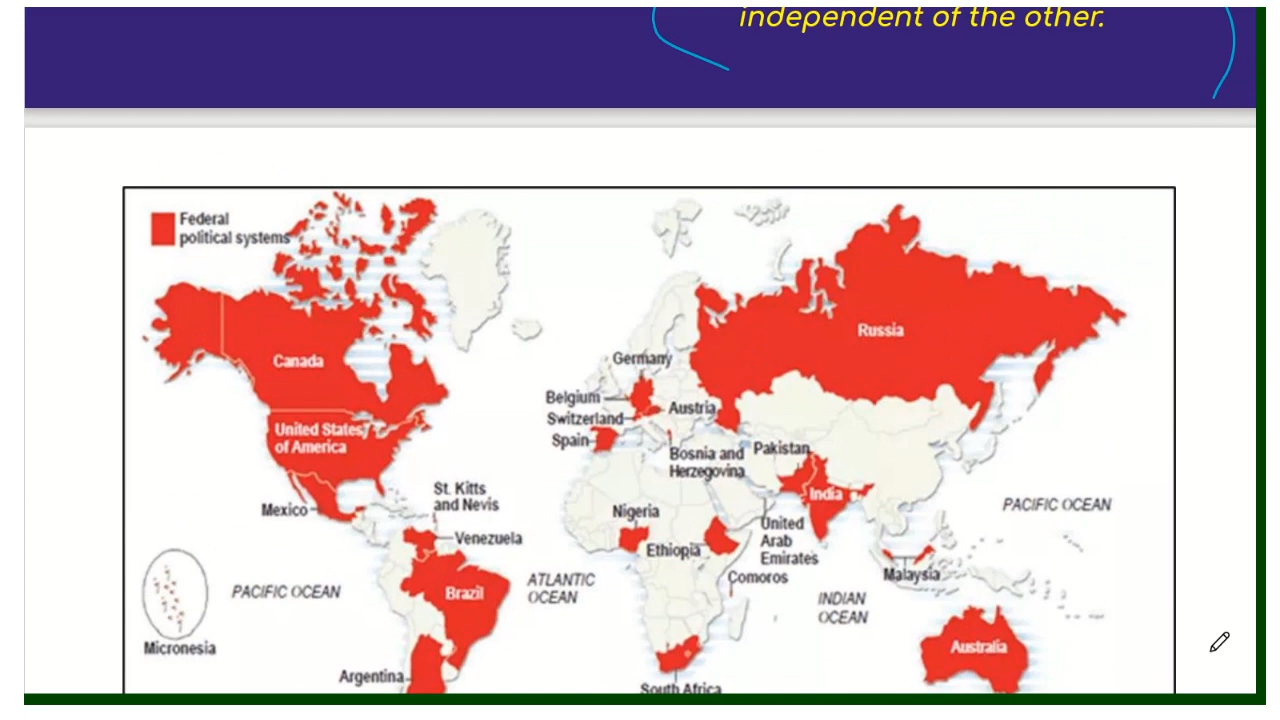 independent of the other.
Federal
political systems
Russia
Canada
Germany
Belgium
Switzerland
Austria
Spain
United States
of America
Bosnia and
Herzegovina
Pakistan
India
Mexico
St. Kitts
and Nevis
Venezuela
Nigeria
Ethiopia
United
Arab
Emirates
PACIFIC OCEAN
Malaysia
Comoros
PACIFIC OCEAN
Brazil
ATLANTIC
OCEAN
INDIAN
OCEAN
Micronesia
Australia
Argentina
South Africa